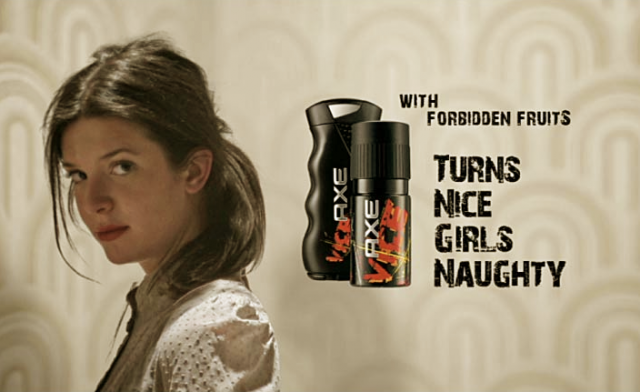 WITH
FORBIDDEN FRUITS
TURNS
NICE
GIRLS
NAUGHTY
AXE
VICE
AXE
VICE